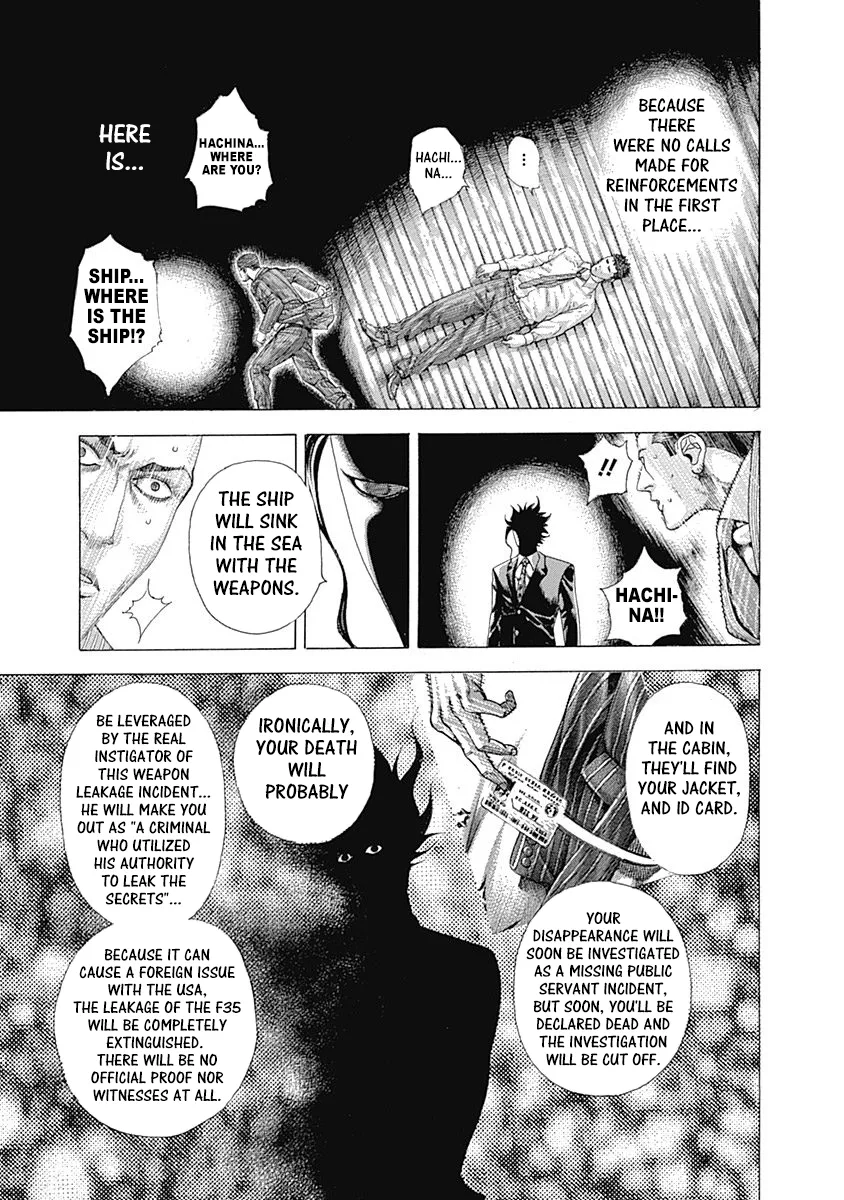 BECAUSE
THERE
WERE NO CALLS
MADE FOR
REINFORCEMENTS
IN THE FIRST
PLACE...
...
HACHI...
NA...
HACHINA...
WHERE
ARE YOU?
HERE
IS...
SHIP...
WHERE
IS THE
SHIP!?
!!
HACHI-
NA!!
THE SHIP
WILL SINK
IN THE SEA
WITH THE
WEAPONS.
AND IN
THE CABIN,
THEY'LL FIND
YOUR JACKET,
AND ID CARD.
YOUR
DISAPPEARANCE WILL
SOON BE INVESTIGATED
AS A MISSING PUBLIC
SERVANT INCIDENT,
BUT SOON, YOU'LL BE
DECLARED DEAD AND
THE INVESTIGATION
WILL BE CUT OFF.
IRONICALLY,
YOUR DEATH
WILL
PROBABLY
BE LEVERAGED
BY THE REAL
INSTIGATOR OF
THIS WEAPON
LEAKAGE INCIDENT...
HE WILL MAKE YOU
OUT AS "A CRIMINAL
WHO UTILIZED
HIS AUTHORITY
TO LEAK THE
SECRETS"...
BECAUSE IT CAN
CAUSE A FOREIGN ISSUE
WITH THE USA,
THE LEAKAGE OF THE F35
WILL BE COMPLETELY
EXTINGUISHED.
THERE WILL BE NO
OFFICIAL PROOF NOR
WITNESSES AT ALL.